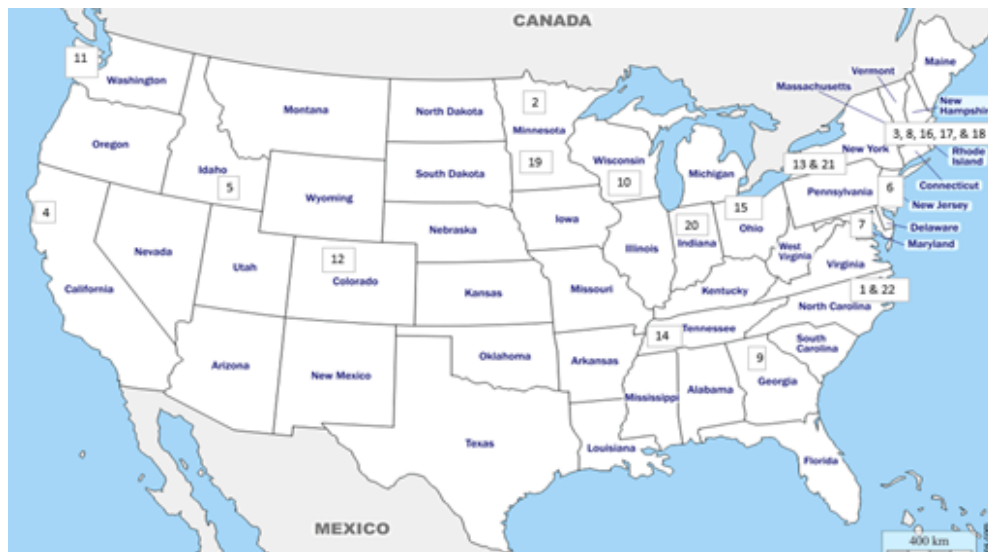 CANADA
11
Washington
Montana
North Dakota
2
Minnesota
Vermont
Maine
Massachusetts
New
Hampshire
3, 8, 16, 17, & 18
Oregon
Idaho
5
South Dakota
19
Wisconsin
10
Michigan
New York
13 & 21
Rhode
Island
Connecticut
Wyoming
Pennsylvania
6
New Jersey
4
Nevada
Utah
12
Colorado
Nebraska
Iowa
Illinois
20
Indiana
15
Ohio
West
Virginia
7
Delaware
Maryland
Virginia
California
Kansas
Missouri
Kentucky
1 & 22
North Carolina
14
Tennessee
Arizona
New Mexico
Oklahoma
Arkansas
9
Georgia
South
Carolina
Mississippi
Alabama
Texas
Louisiana
Florida
MEXICO
400 km